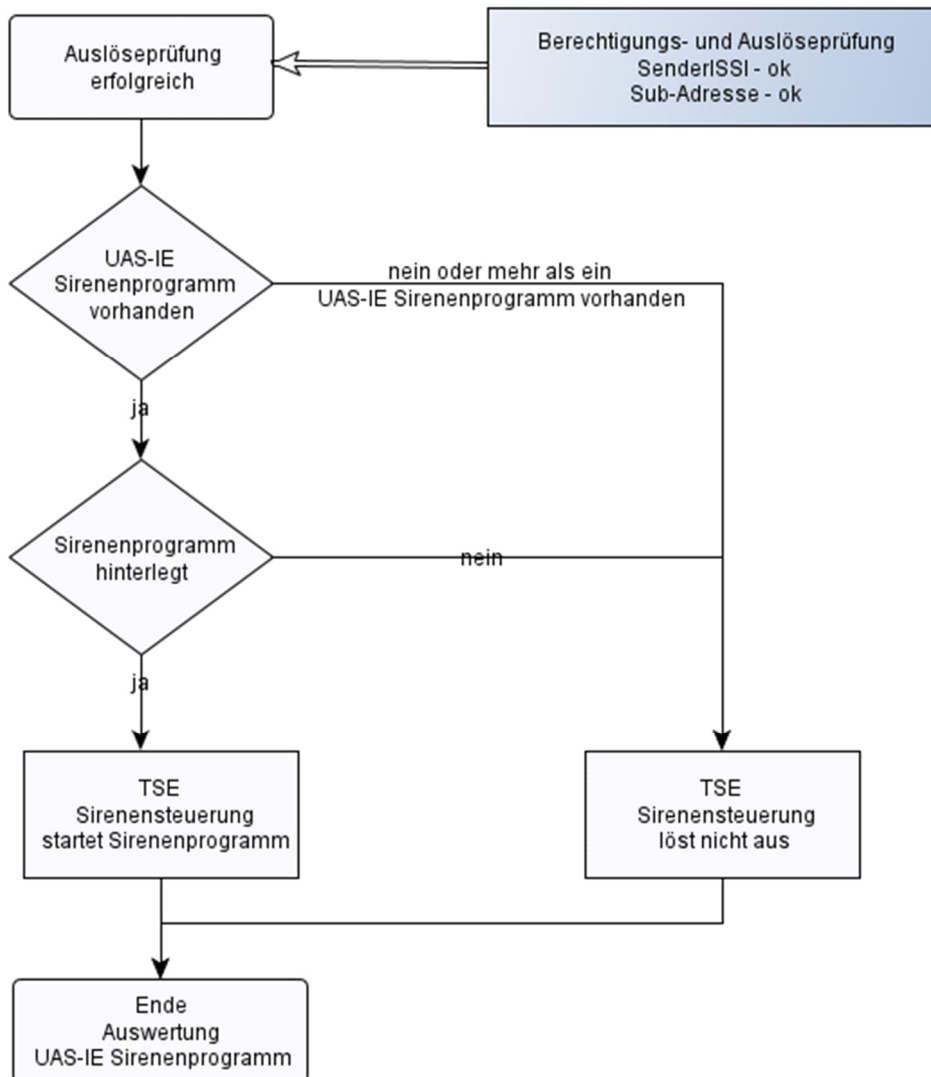 Auslöseprüfung
erfolgreich
Berechtigungs- und Auslöseprüfung
SenderISSI - ok
Sub-Adresse - ok
UAS-IE
Sirenenprogramm
vorhanden
nein oder mehr als ein
UAS-IE Sirenenprogramm vorhanden
ja
Sirenenprogramm
hinterlegt
nein
ja
TSE
Sirenensteuerung
startet Sirenenprogramm
TSE
Sirenensteuerung
löst nicht aus
Ende
Auswertung
UAS-IE Sirenenprogramm